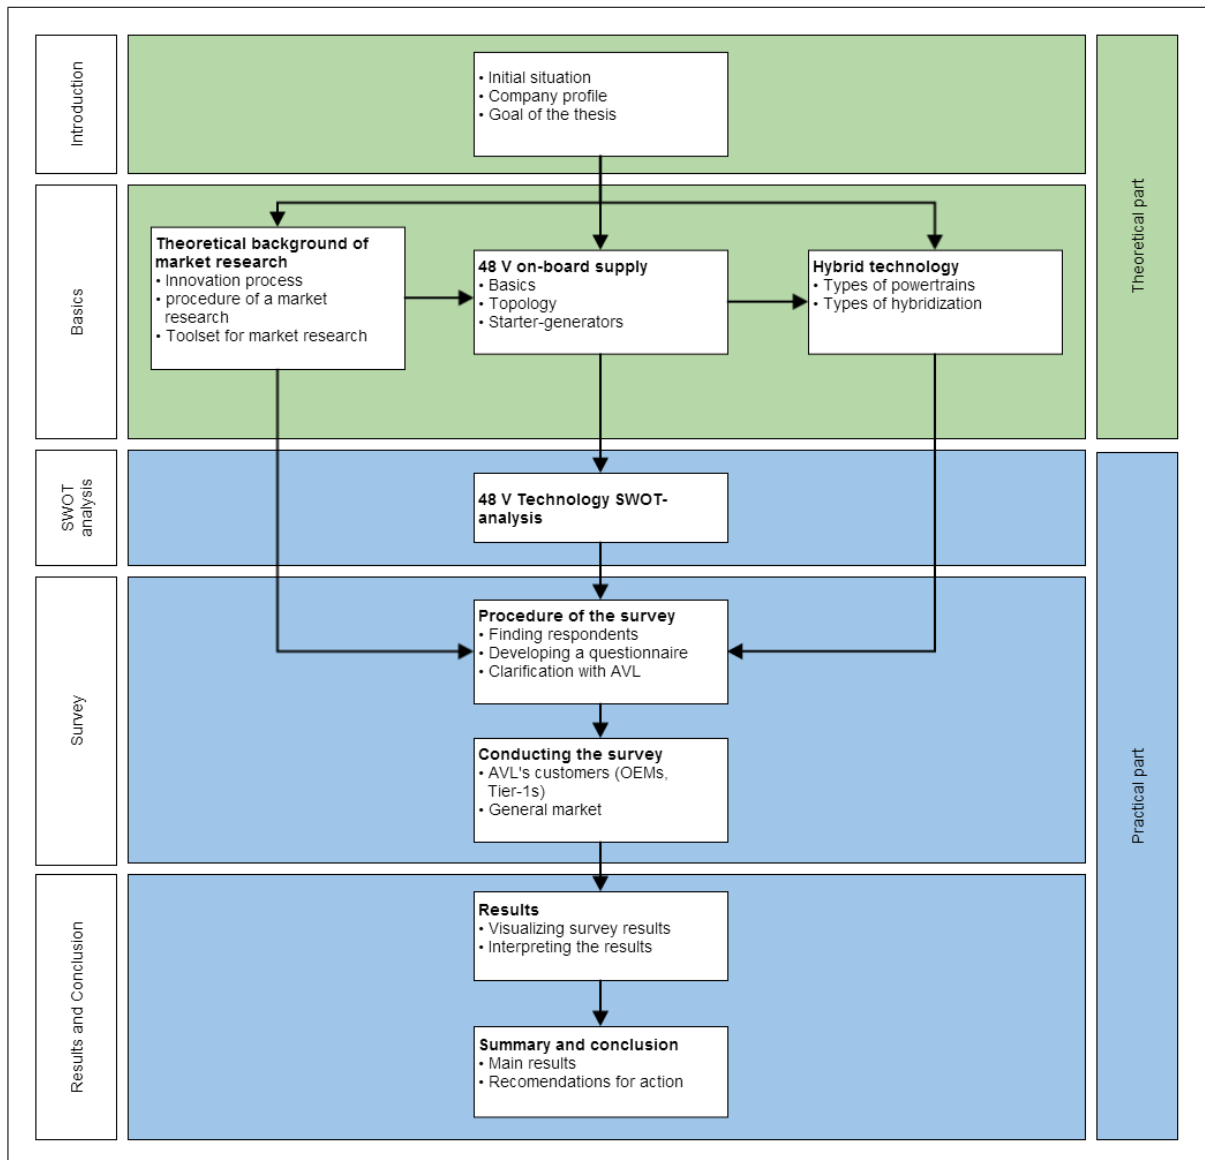 Introduction
• Initial situation
• Company profile
• Goal of the thesis
Theoretical part
Basics
Theoretical background of
market research
• Innovation process
• procedure of a market
research
• Toolset for market research
48 V on-board supply
• Basics
• Topology
• Starter-generators
Hybrid technology
• Types of powertrains
• Types of hybridization
SWOT
analysis
48 V Technology SWOT-
analysis
Practical part
Survey
Procedure of the survey
• Finding respondents
• Developing a questionnaire
• Clarification with AVL
Conducting the survey
• AVL's customers (OEMs,
Tier-1s)
• General market
Results and Conclusion
Results
• Visualizing survey results
• Interpreting the results
Summary and conclusion
• Main results
• Recomendations for action